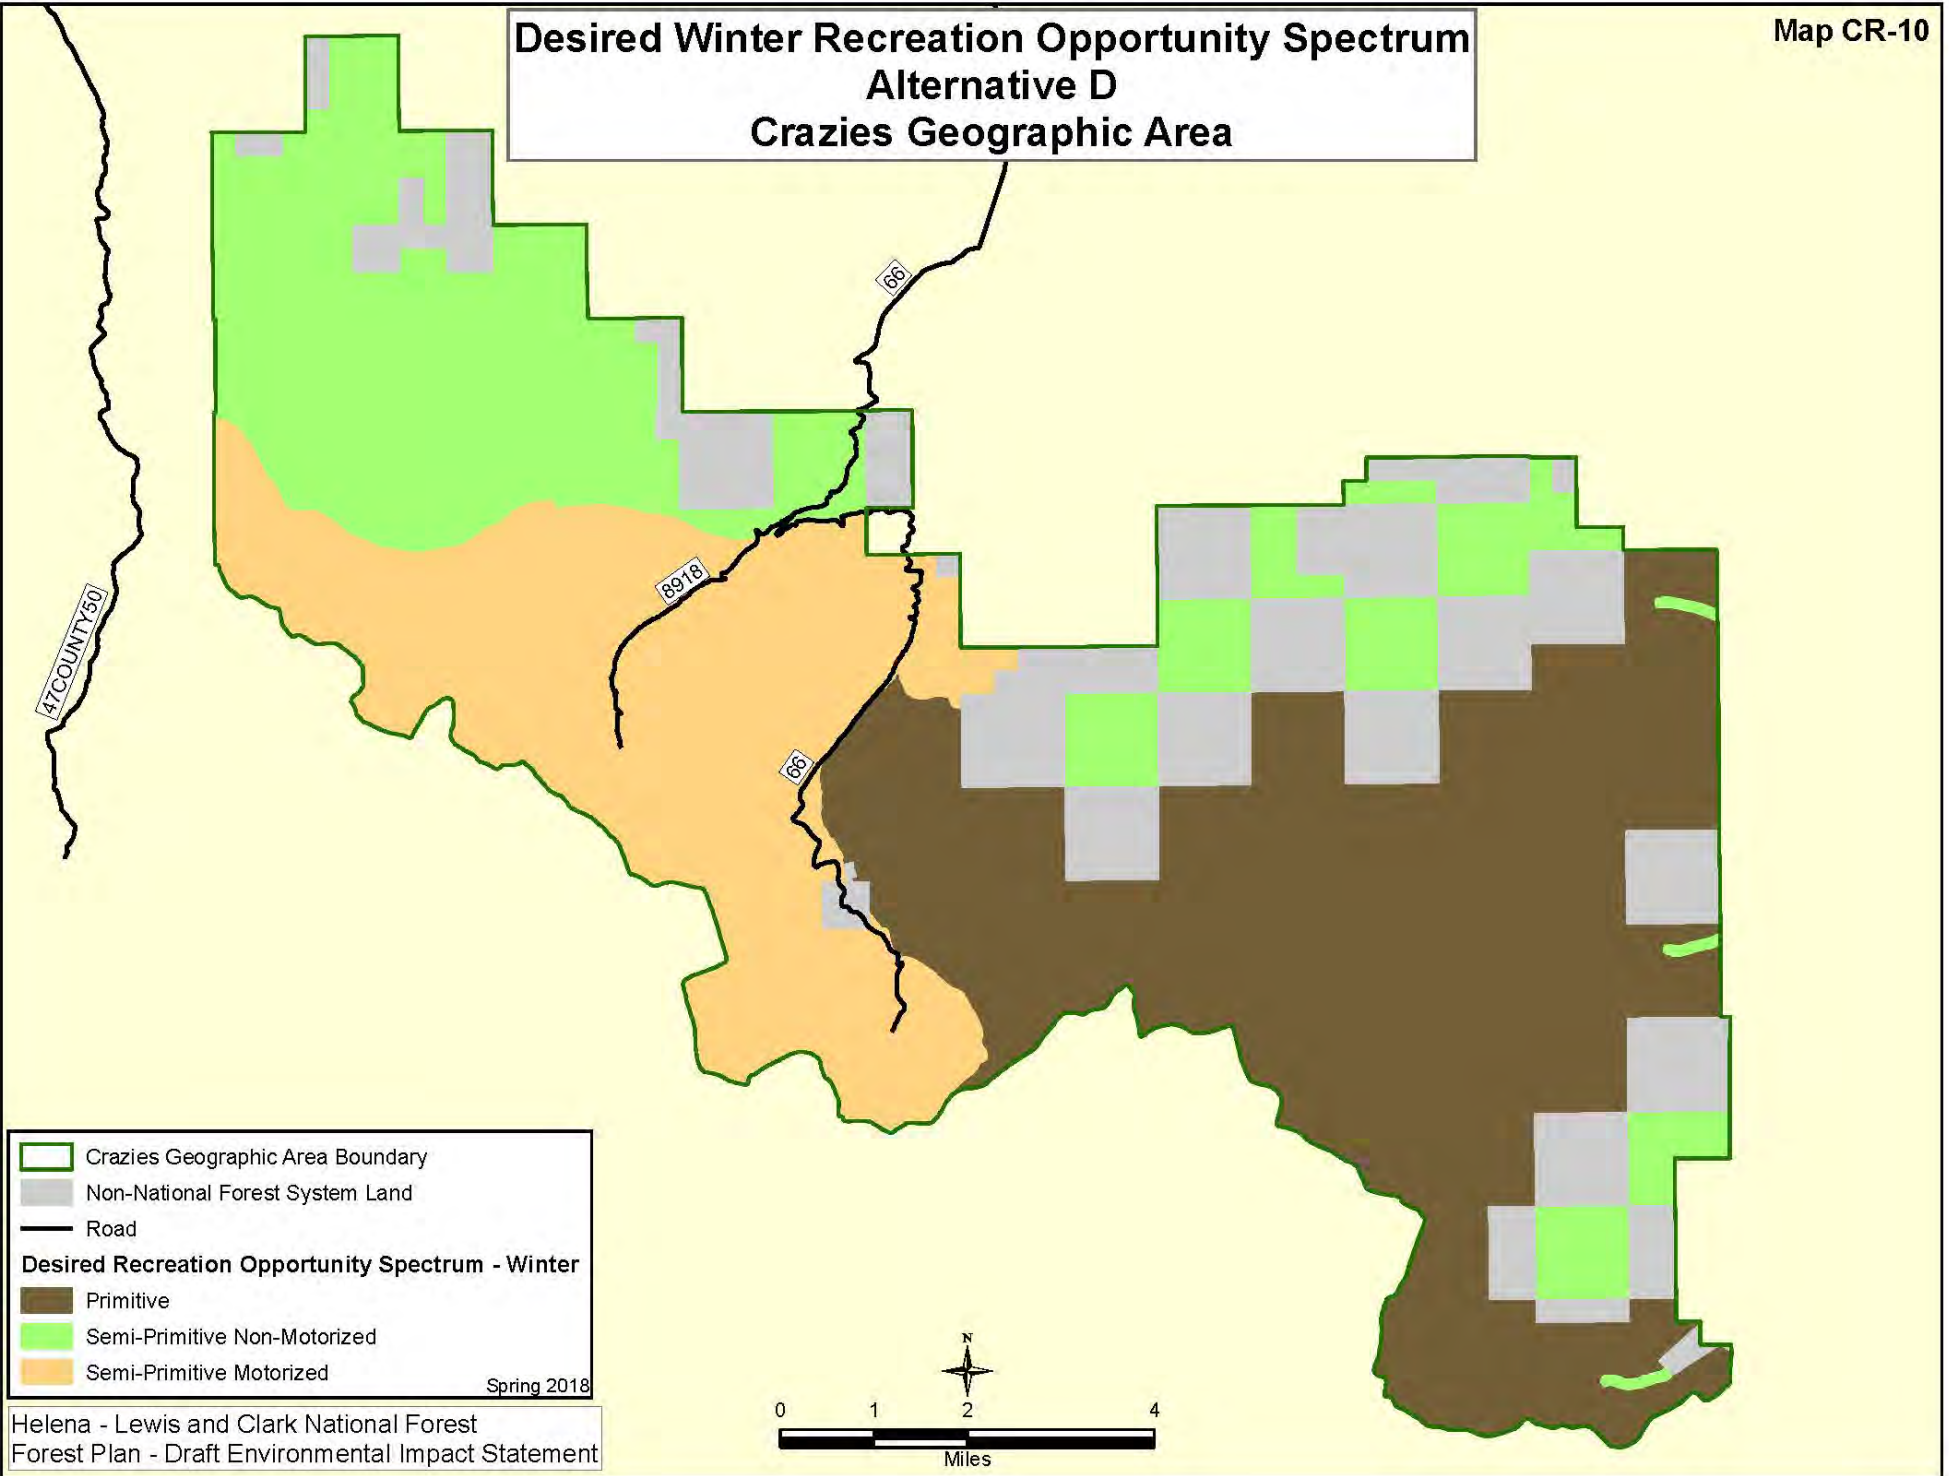 Desired Winter Recreation Opportunity Spectrum
Alternative D
Crazies Geographic Area
Map CR-10
66
8918
47COUNTY50
66
Crazies Geographic Area Boundary
Non-National Forest System Land
Road
Desired Recreation Opportunity Spectrum - Winter
Primitive
Semi-Primitive Non-Motorized
Semi-Primitive Motorized
Spring 2018
Helena - Lewis and Clark National Forest
Forest Plan - Draft Environmental Impact Statement
N
0 1 2 4
Miles